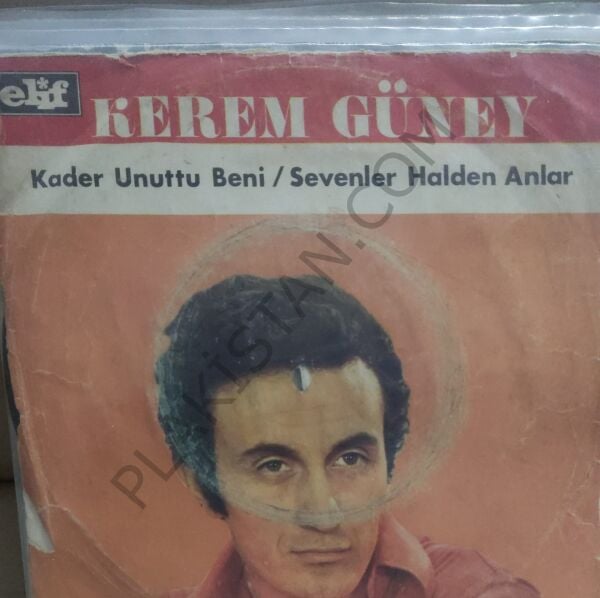 elif
KEREM GÜNEY
Kader Unuttu Beni / Sevenler Halden Anlar
PLAKİSTAN.COM